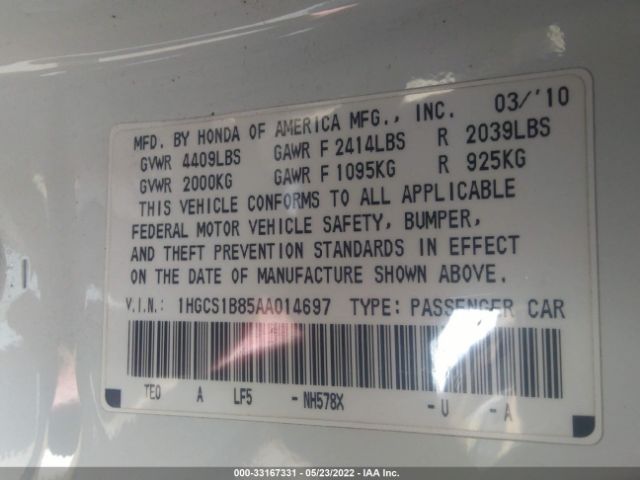 MFD. BY HONDA OF AMERICA MFG., INC. 03/'10
GVWR 4409LBS GAWR F 2414LBS R 2039LBS
GVWR 2000KG GAWR F 1095KG R 925KG
THIS VEHICLE CONFORMS TO ALL APPLICABLE
FEDERAL MOTOR VEHICLE SAFETY, BUMPER,
AND THEFT PREVENTION STANDARDS IN EFFECT
ON THE DATE OF MANUFACTURE SHOWN ABOVE.
V.I.N.: 1HGCS1B85AA014697 TYPE: PASSENGER CAR
TE0 A LF5 -NH578X -U -A
000-33167331 - 05/23/2022 - IAA Inc.